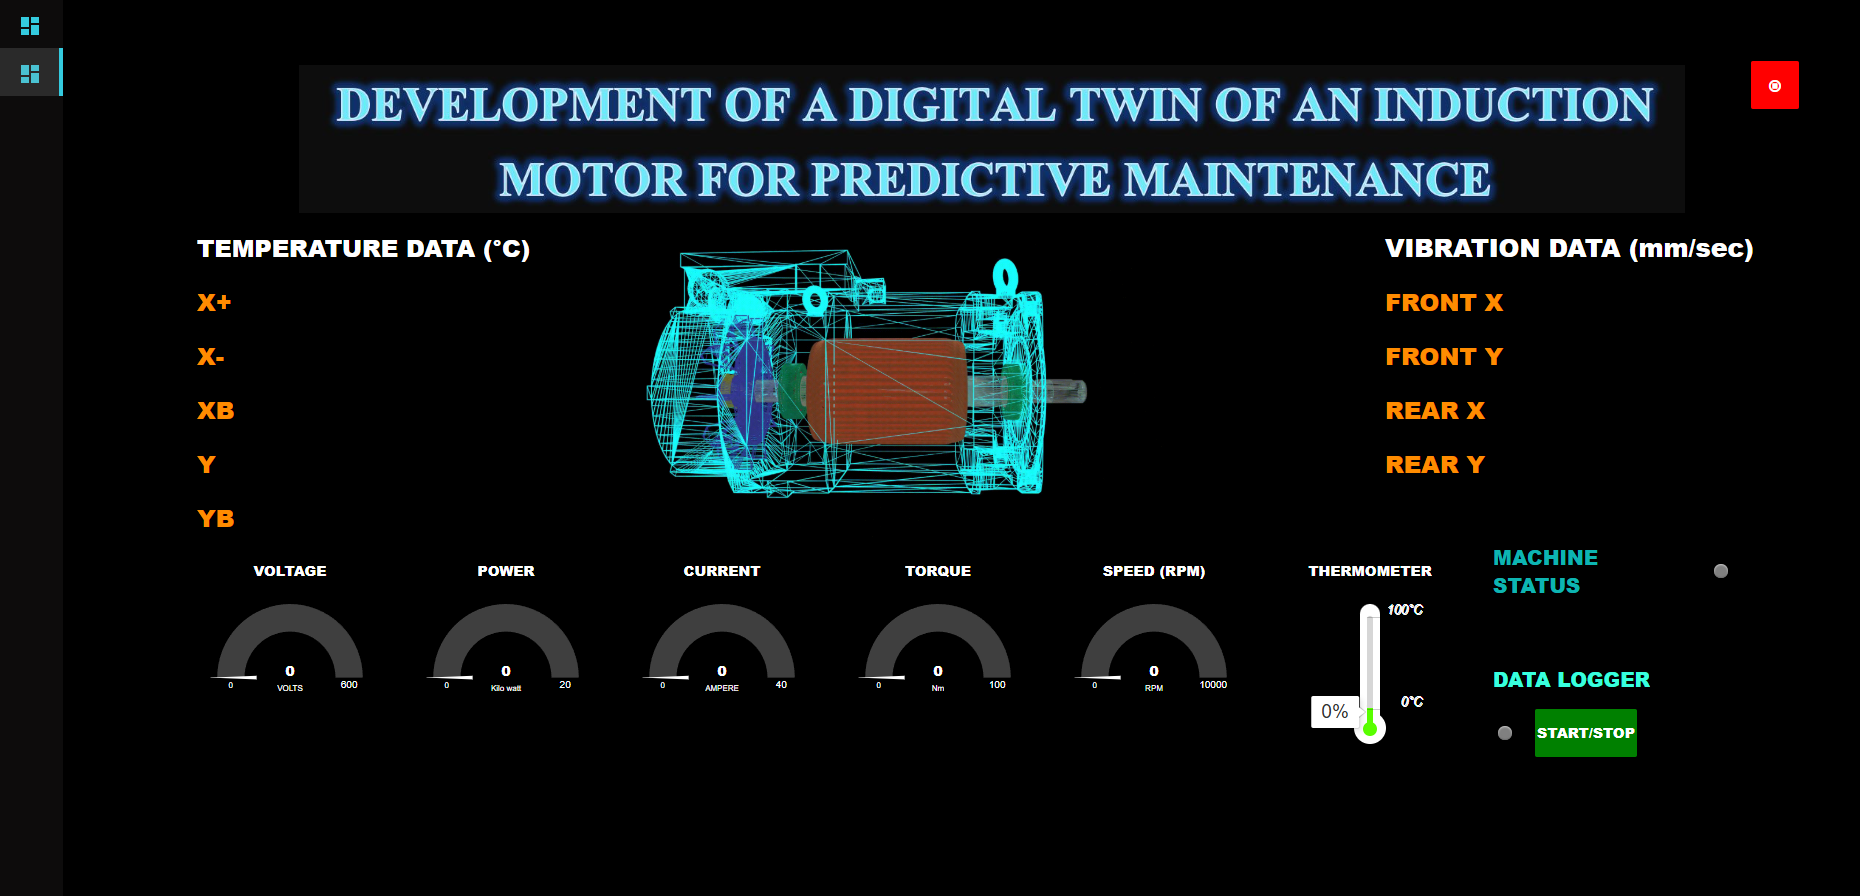 DEVELOPMENT OF A DIGITAL TWIN OF AN INDUCTION
MOTOR FOR PREDICTIVE MAINTENANCE
TEMPERATURE DATA (°C)
X+
X-
XB
Y
YB
VIBRATION DATA (mm/sec)
FRONT X
FRONT Y
REAR X
REAR Y
VOLTAGE
0
VOLTS
0
600
POWER
0
Kilo watt
0
20
CURRENT
0
AMPERE
0
40
TORQUE
0
Nm
0
100
SPEED (RPM)
0
RPM
0
10000
THERMOMETER
100°C
0°C
0%
MACHINE
STATUS
DATA LOGGER
START/STOP